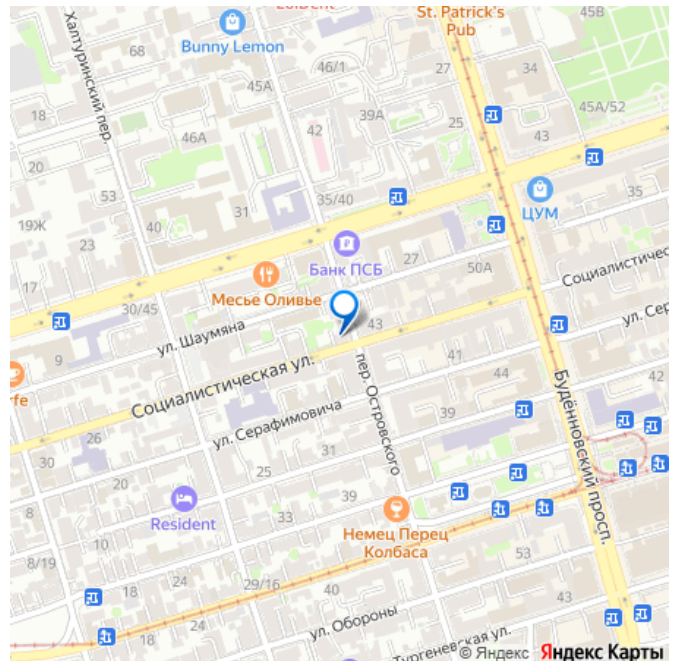 St. Patrick's
Pub
45В
Bunny Lemon
68
46/1
27
34
Халтуринский пер.
45А
39А
45А/52
18
46А
42
25
43
20
53
35/40
35
19Ж
40
31
ЦУМ
23
Банк ПСБ
27
50А
17
Месье Оливье
30/45
Социалистичес
ул. Шаумяна
43
ул. Сер
9
rfe
Социалистическая ул.
пер. Островского
41
44
42
ул. Серафимовича
39
Будённовский просп.
26
31
30
20
25
8
39
Resident
33
Немец Перец
Колбаса
10
8/19
18
24
29/16
40
53
18
24
ул. Обороны
43
Тургеневская ул.
© Яндекс Яндекс Карты